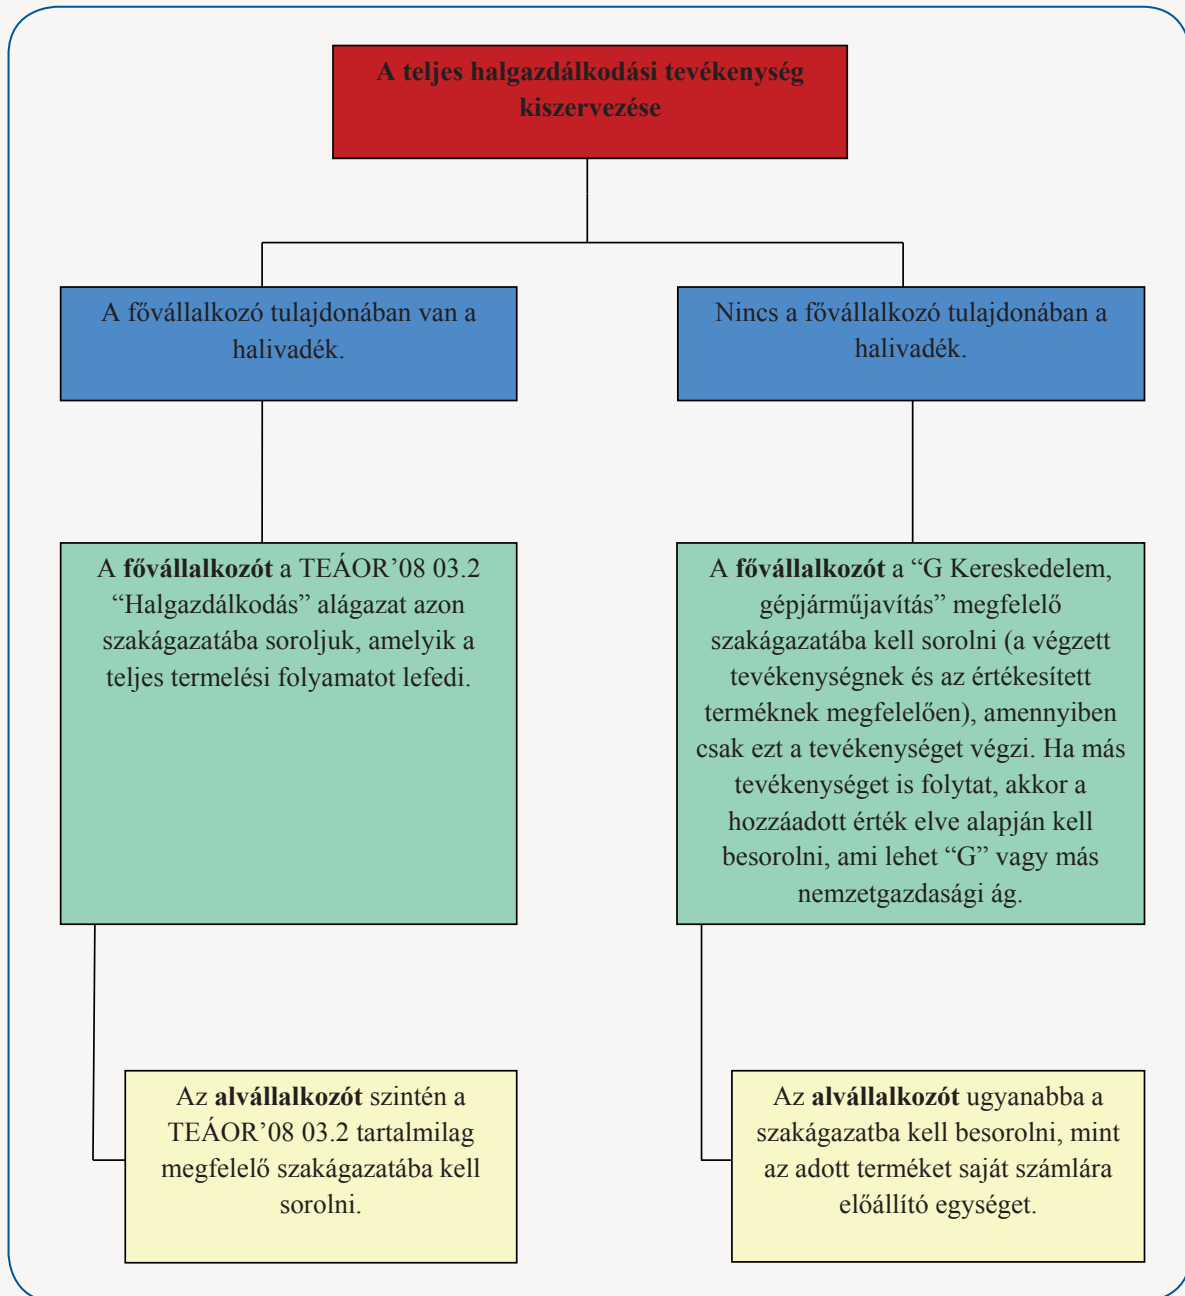 A teljes halgazdálkodási tevékenység
kiszervezése
A fővállalkozó tulajdonában van a
halivadék.
Nincs a fővállalkozó tulajdonában a
halivadék.
A fővállalkozót a TEÁOR’08 03.2
“Halgazdálkodás” alágazat azon
szakágazatába soroljuk, amelyik a
teljes termelési folyamatot lefedi.
A fővállalkozót a “G Kereskedelem,
gépjárműjavítás” megfelelő
szakágazatába kell sorolni (a végzett
tevékenységnek és az értékesített
terméknek megfelelően), amennyiben
csak ezt a tevékenységet végzi. Ha más
tevékenységet is folytat, akkor a
hozzáadott érték elve alapján kell
besorolni, ami lehet “G” vagy más
nemzetgazdasági ág.
Az alvállalkozót szintén a
TEÁOR’08 03.2 tartalmilag
megfelelő szakágazatába kell
sorolni.
Az alvállalkozót ugyanabba a
szakágazatba kell besorolni, mint
az adott terméket saját számlára
előállító egységet.